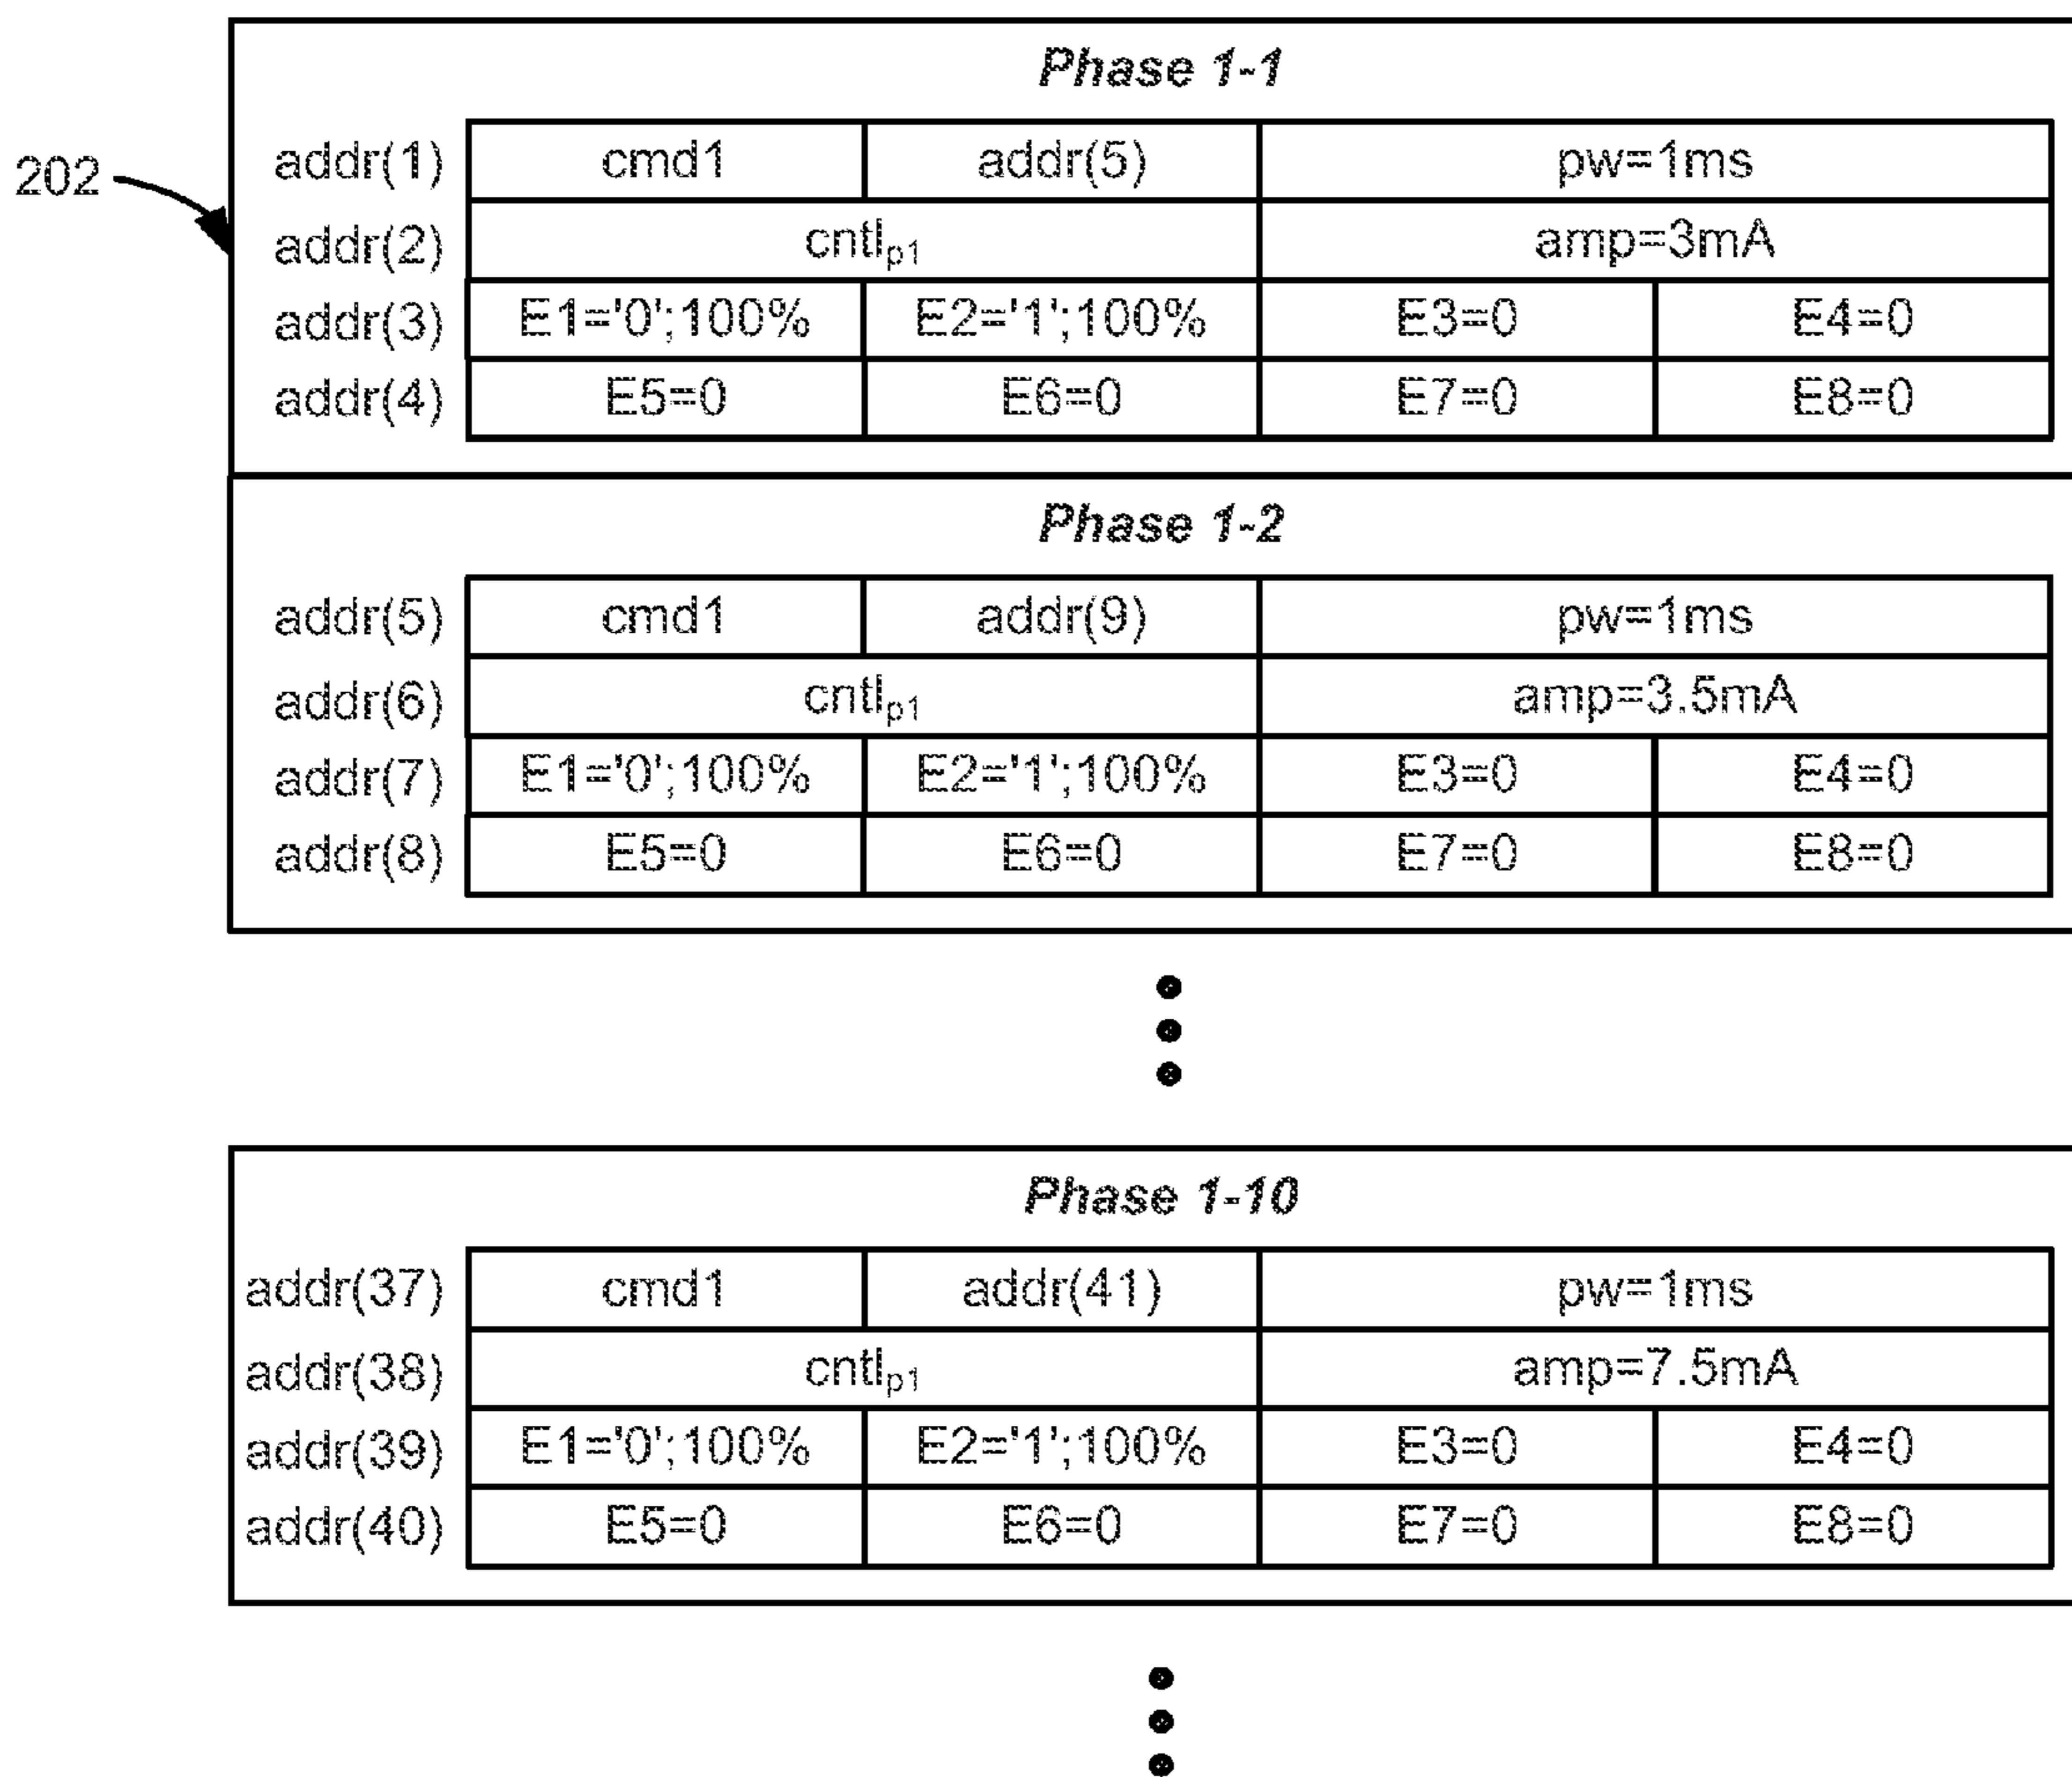 Phase 1-1
202
addr(1) cmd1 addr(5) pw=1ms
addr(2) cntlp1 amp=3mA
addr(3) E1='0';100% E2='1';100% E3=0 E4=0
addr(4) E5=0 E6=0 E7=0 E8=0
Phase 1-2
addr(5) cmd1 addr(9) pw=1ms
addr(6) cntlp1 amp=3.5mA
addr(7) E1='0';100% E2='1';100% E3=0 E4=0
addr(8) E5=0 E6=0 E7=0 E8=0
Phase 1-10
addr(37) cmd1 addr(41) pw=1ms
addr(38) cntlp1 amp=7.5mA
addr(39) E1='0';100% E2='1';100% E3=0 E4=0
addr(40) E5=0 E6=0 E7=0 E8=0